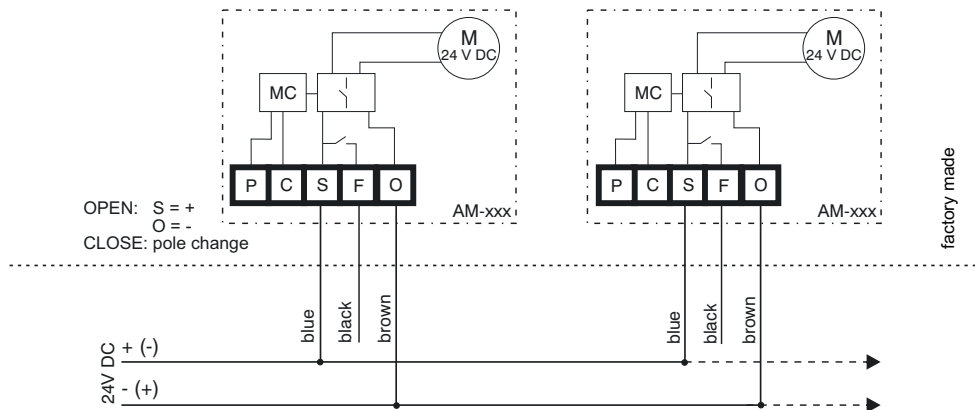 M
24 V DC
MC
P C S F O
AM-xxx
M
24 V DC
MC
P C S F O
AM-xxx
OPEN: S = +
O = -
CLOSE: pole change
factory made
blue
black
brown
blue
black
brown
24V DC
+ (-)
- (+)